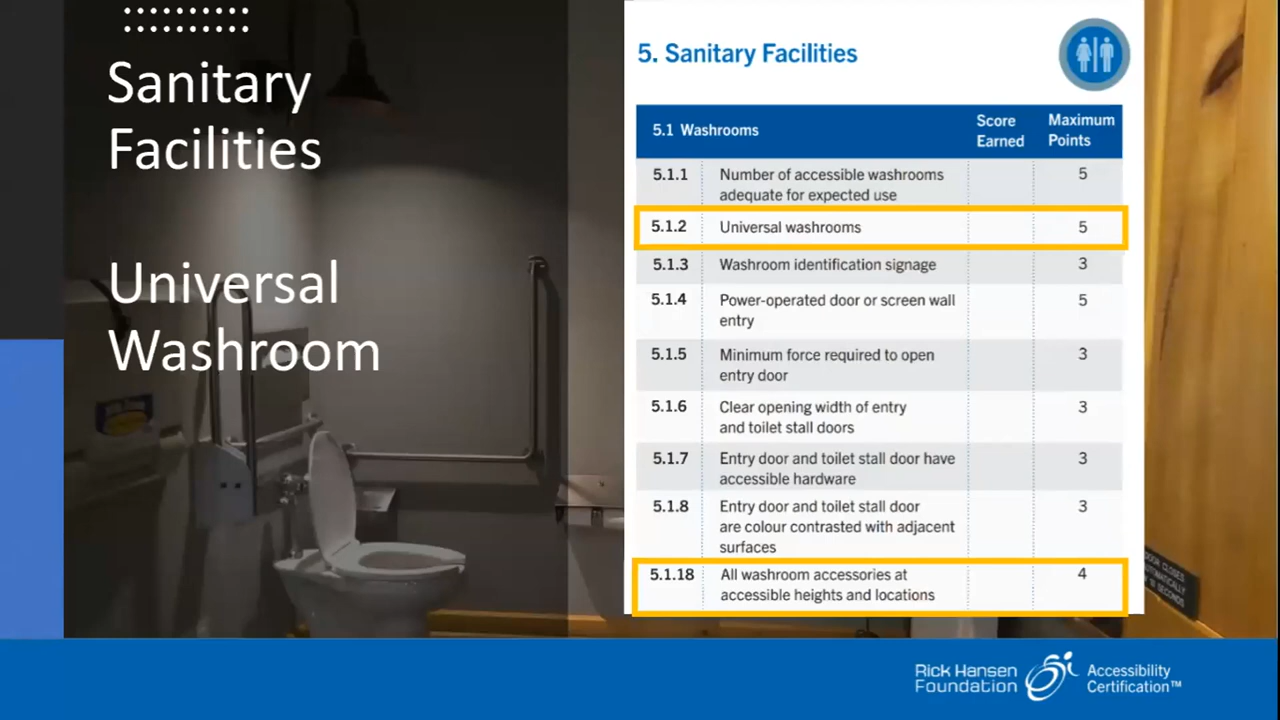 Sanitary
Facilities
Universal
Washroom
5. Sanitary Facilities
5.1 Washrooms
Score
Earned
Maximum
Points
5.1.1 Number of accessible washrooms 5
adequate for expected use
5.1.2 Universal washrooms 5
5.1.3 Washroom identification signage 3
5.1.4 Power-operated door or screen wall 5
entry
5.1.5 Minimum force required to open 3
entry door
5.1.6 Clear opening width of entry 3
and toilet stall doors
5.1.7 Entry door and toilet stall door have 3
accessible hardware
5.1.8 Entry door and toilet stall door 3
are colour contrasted with adjacent
surfaces
5.1.18 All washroom accessories at 4
accessible heights and locations
DOOR CLOSES
AUTOMATICALLY
SECONDS
Rick Hansen
Foundation
Accessibility
Certification™